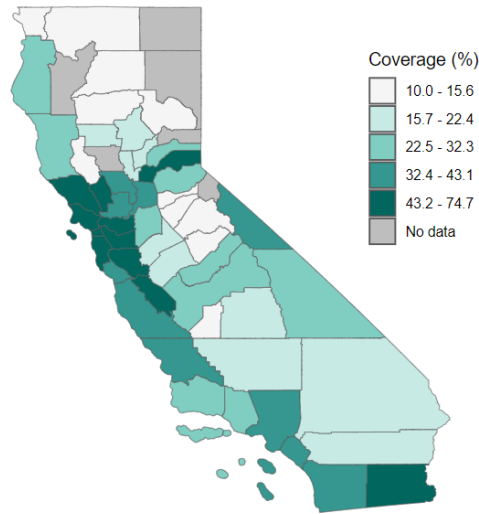 Coverage (%)
10.0 - 15.6
15.7 - 22.4
22.5 - 32.3
32.4 - 43.1
43.2 - 74.7
No data